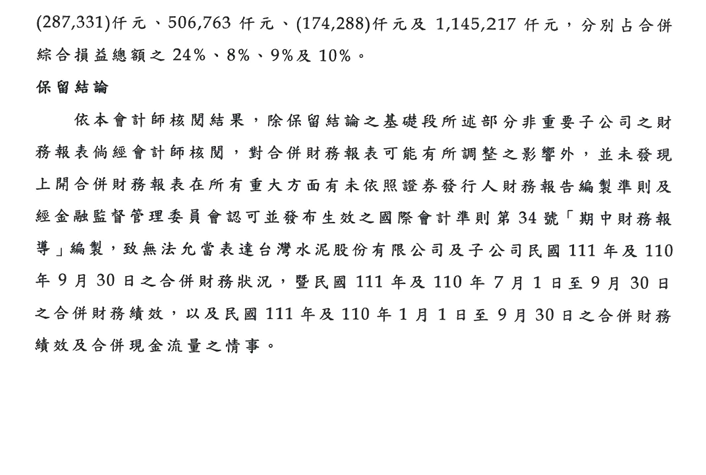 (287,331)仟元、506,763 仟元、(174,288)仟元及 1,145,217 仟元，分別占合併
綜合損益總額之 24%、8%、9%及 10%。
保留結論
依本會計師核閱結果，除保留結論之基礎段所述部分非重要子公司之財
務報表倘經會計師核閱，對合併財務報表可能有所調整之影響外，並未發現
上開合併財務報表在所有重大方面有未依照證券發行人財務報告編製準則及
經金融監督管理委員會認可並發布生效之國際會計準則第 34 號「期中財務報
導」編製，致無法允當表達台灣水泥股份有限公司及子公司民國 111 年及 110
年 9 月 30 日之合併財務狀況，暨民國 111 年及 110 年 7 月 1 日至 9 月 30 日
之合併財務績效，以及民國 111 年及 110 年 1 月 1 日至 9 月 30 日之合併財務
績效及合併現金流量之情事。